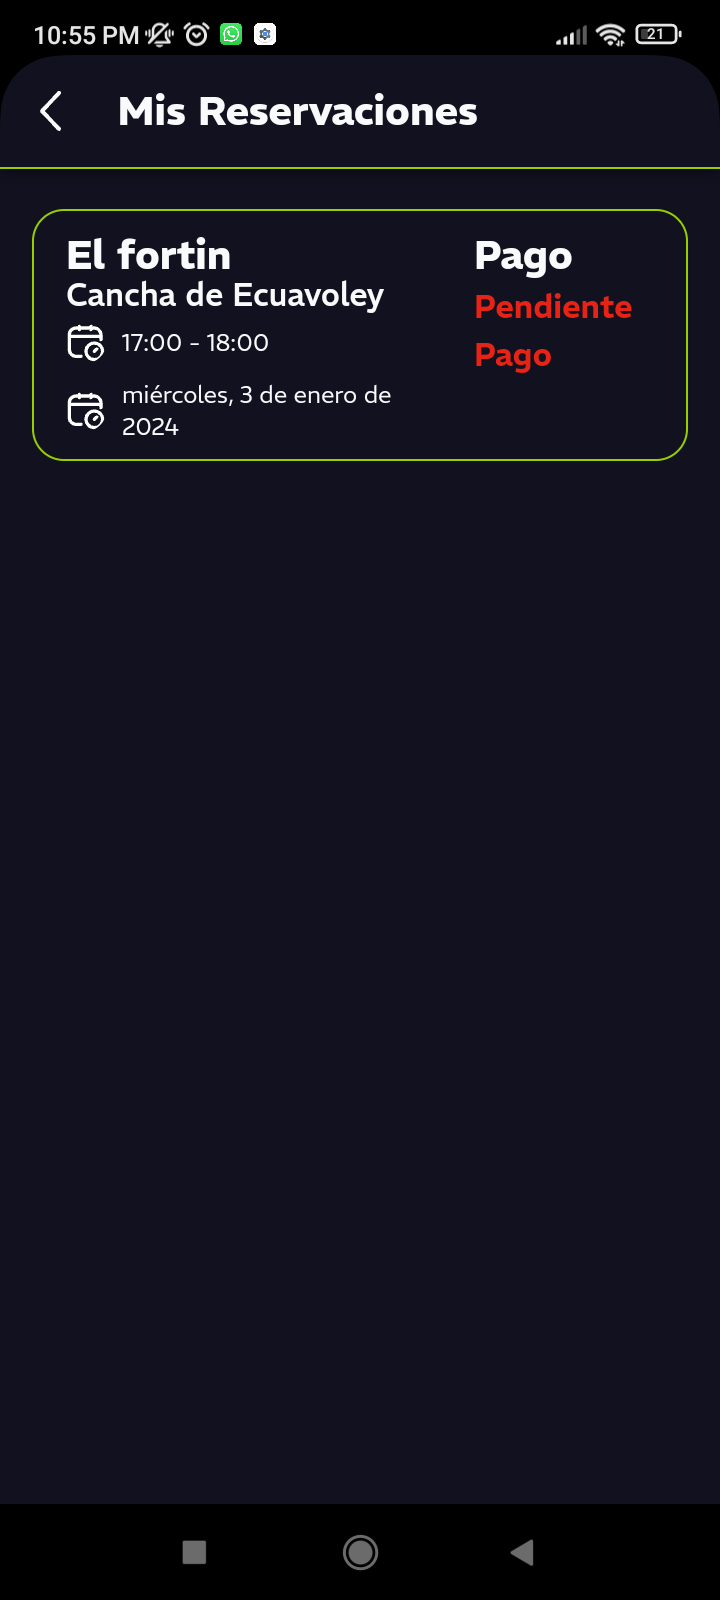 10:55 PM
21
Mis Reservaciones
El fortin
Cancha de Ecuavoley
17:00 - 18:00
miércoles, 3 de enero de
2024
Pago
Pendiente
Pago